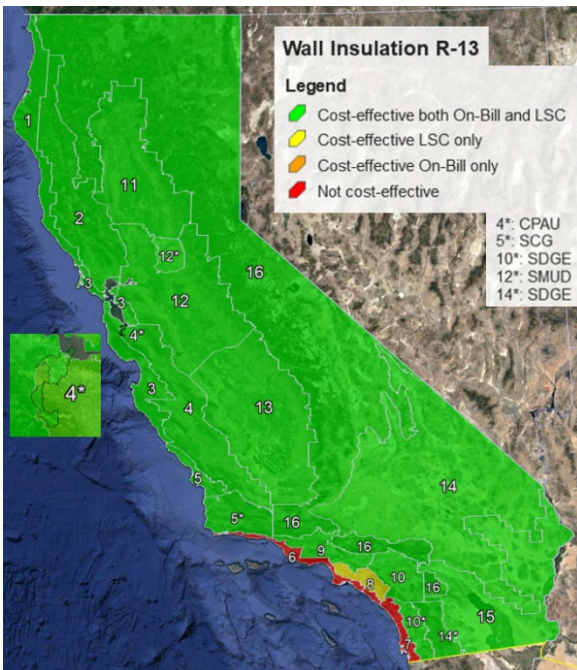 Wall Insulation R-13
Legend
Cost-effective both On-Bill and LSC
Cost-effective LSC only
Cost-effective On-Bill only
Not cost-effective
4*: CPAU
5*: SCG
10*: SDGE
12*: SMUD
14*: SDGE
1
11
2
12*
16
3
3
12
4*
4*
3
4
13
5
14
5*
16
6
9
16
8
10
16
10*
15
7
14*